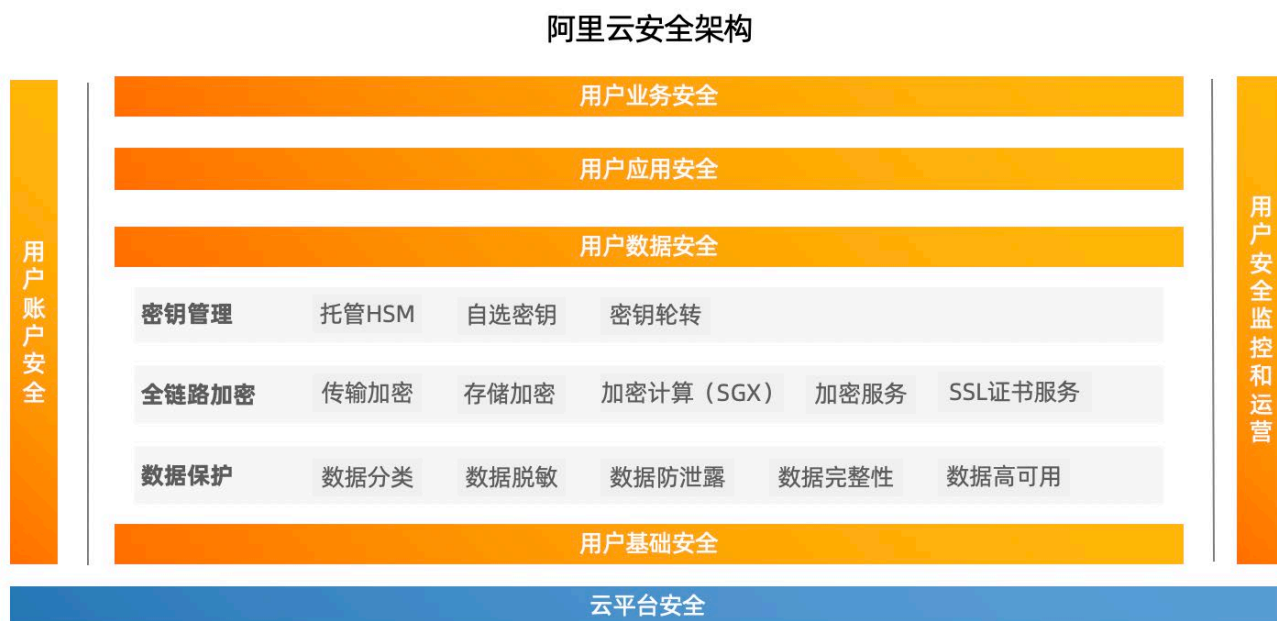 阿里云安全架构
用户账户安全
用户业务安全
用户应用安全
用户数据安全
密钥管理 托管HSM 自选密钥 密钥轮转
全链路加密 传输加密 存储加密 加密计算（SGX） 加密服务 SSL证书服务
数据保护 数据分类 数据脱敏 数据防泄露 数据完整性 数据高可用
用户基础安全
用户安全监控和运营
云平台安全